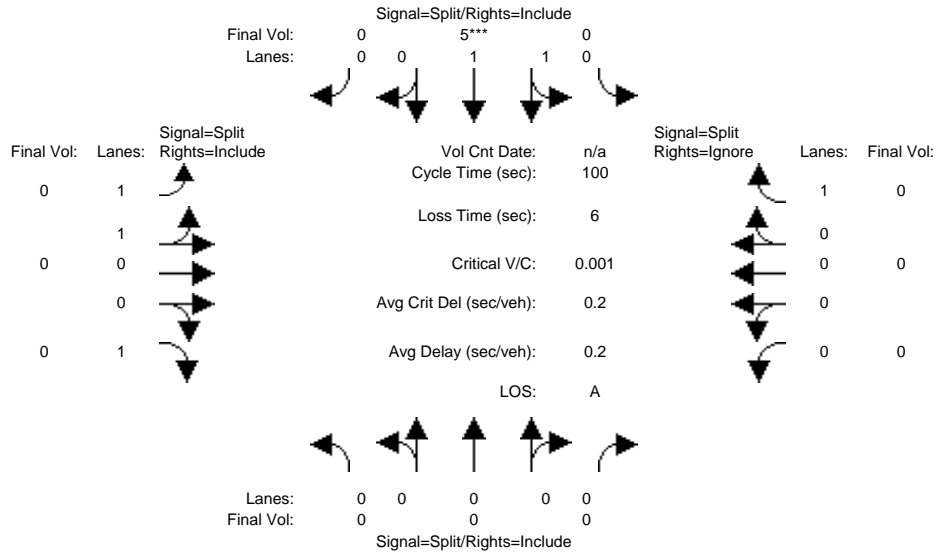 Signal=Split/Rights=Include
Final Vol: 0 5*** 0
Lanes: 0 0 1 1 0
Signal=Split
Final Vol: Lanes: Rights=Include
Vol Cnt Date: n/a
Signal=Split
Rights=Ignore Lanes: Final Vol:
Cycle Time (sec): 100
0 1
1 0
Loss Time (sec): 6
1
0
0 0
Critical V/C: 0.001
0 0
0
Avg Crit Del (sec/veh): 0.2
0
0 1
Avg Delay (sec/veh): 0.2
0 0
LOS: A
Lanes: 0 0 0 0 0
Final Vol: 0 0 0
Signal=Split/Rights=Include